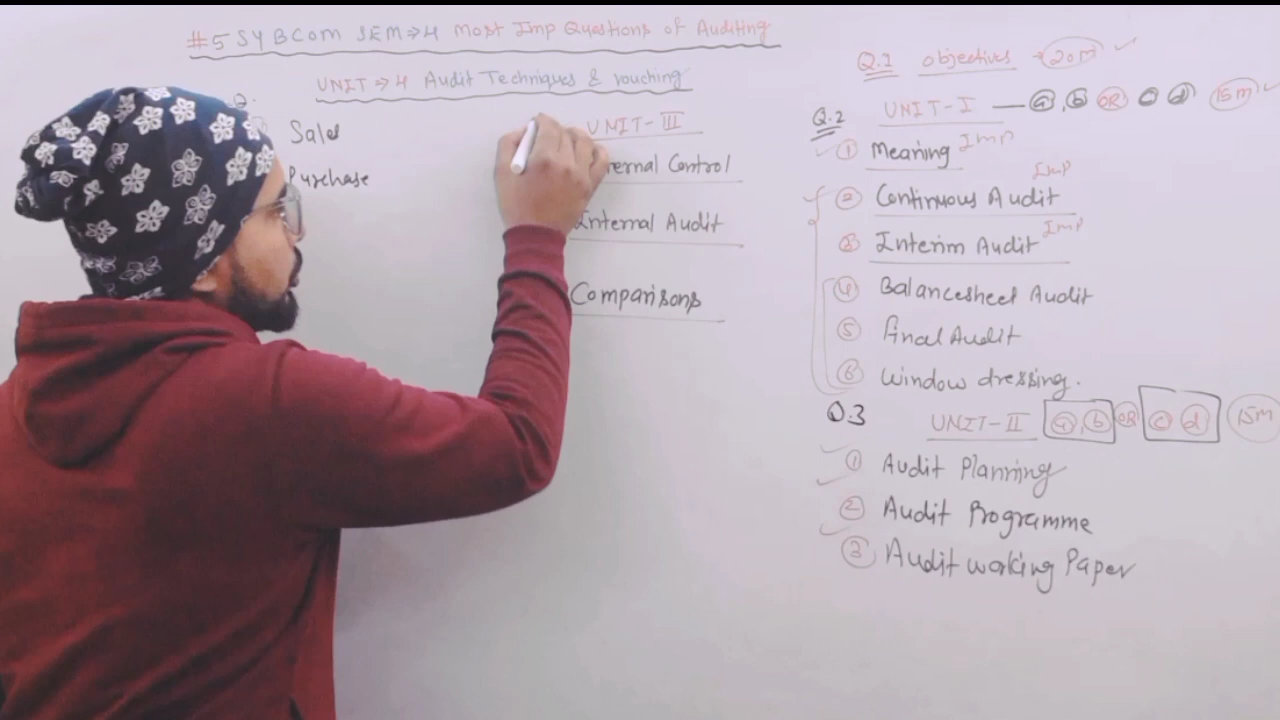 #5 SYBCOM SEM⇒4 Most Imp Questions of Auditing
UNIT⇒4 Audit Techniques & vouching
Q.
Sales
Purchase
UNIT-III
ternal Control
Internal Audit
Comparisons
Q.1 objectives → 20M ✓
Q.2 UNIT-I — a, b OR c d 15M ✓
① Meaning Imp
② Continuous Audit Imp
③ Interim Audit Imp
④ Balancesheet Audit
⑤ final Audit
⑥ window dressing.
Q.3 UNIT-II a, b OR c d 15M
① Audit Planning
② Audit Programme
③ Audit working Paper